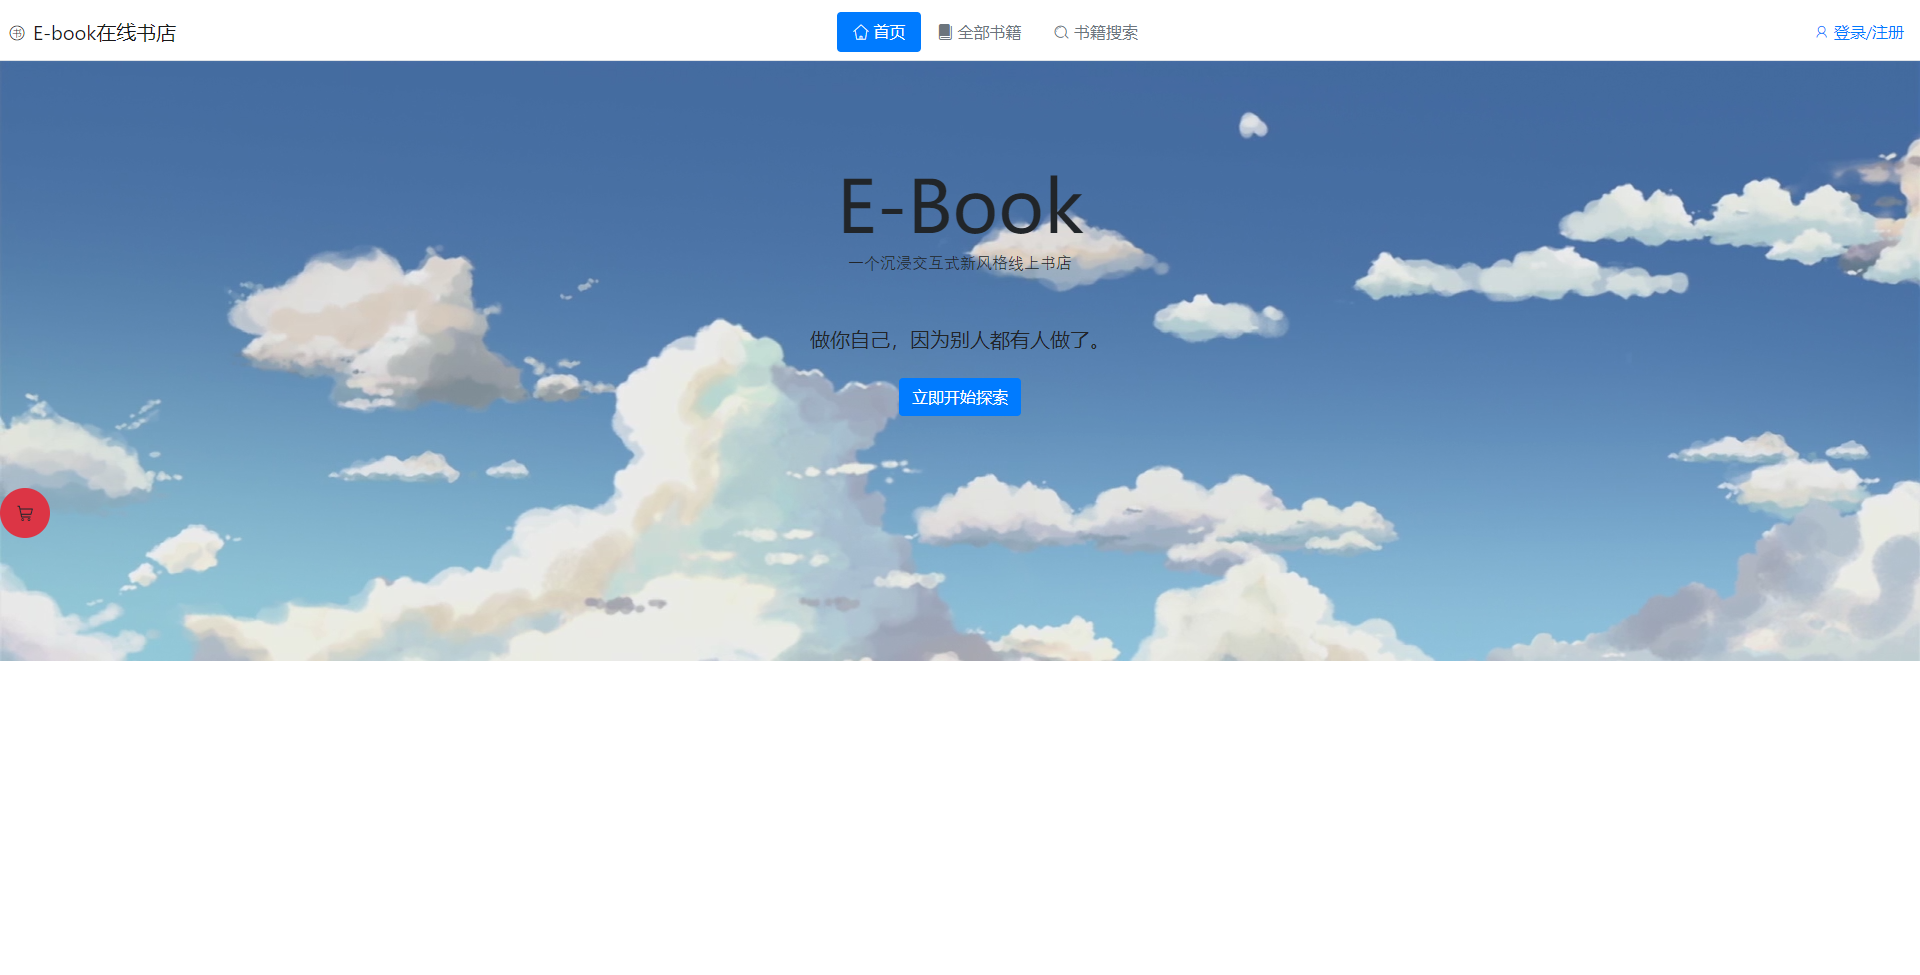 书 E-book在线书店
首页 全部书籍 书籍搜索
登录/注册
E-Book
一个沉浸交互式新风格线上书店
做你自己，因为别人都有人做了。
立即开始探索